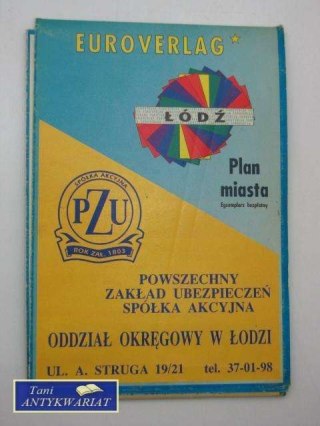 EUROVERLAG*
ŁÓDŹ
Plan
miasta
Egzemplarz bezpłatny
SPÓŁKA AKCYJNA
PZU
ROK ZAŁ. 1803
POWSZECHNY
ZAKŁAD UBEZPIECZEŃ
SPÓŁKA AKCYJNA
ODDZIAŁ OKRĘGOWY W ŁODZI
UL. A. STRUGA 19/21 tel. 37-01-98
Tani
ANTYKWARIAT